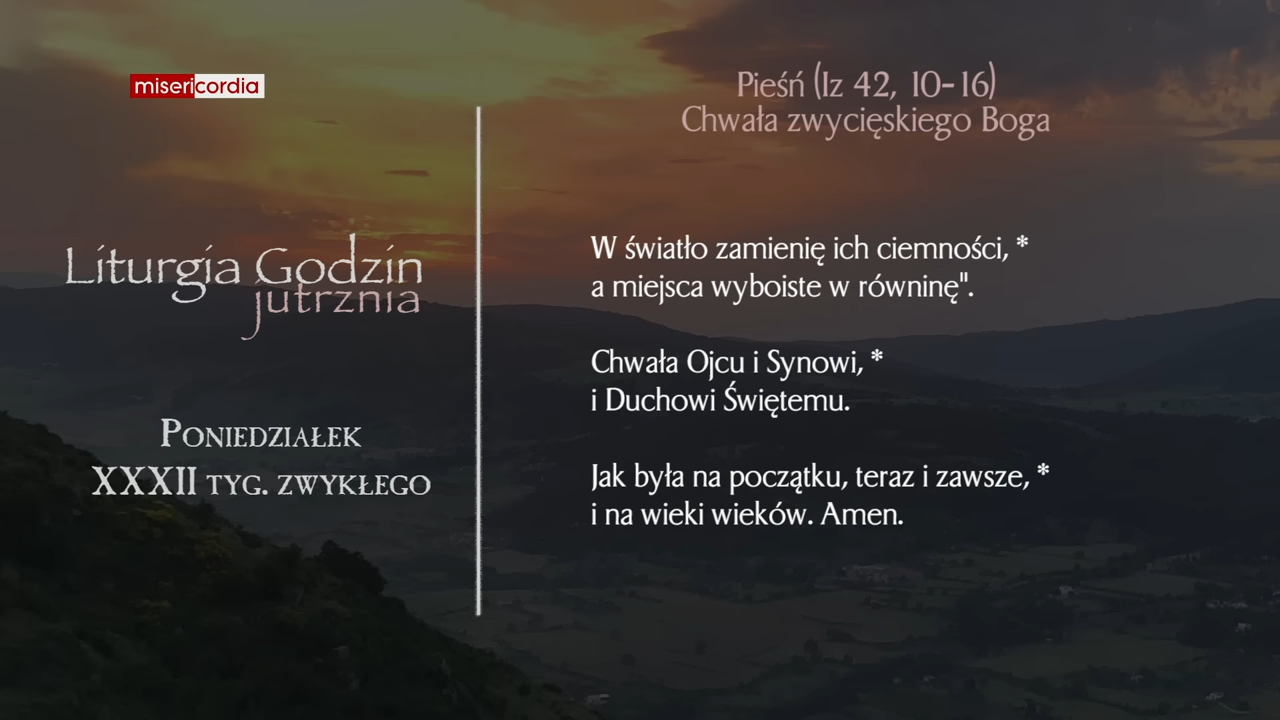 misericordia
Liturgia Godzin
jutrznia
Poniedziałek
XXXII tyg. zwykłego
Pieśń (Iz 42, 10-16)
Chwała zwycięskiego Boga
W światło zamienię ich ciemności, *
a miejsca wyboiste w równinę".
Chwała Ojcu i Synowi, *
i Duchowi Świętemu.
Jak była na początku, teraz i zawsze, *
i na wieki wieków. Amen.